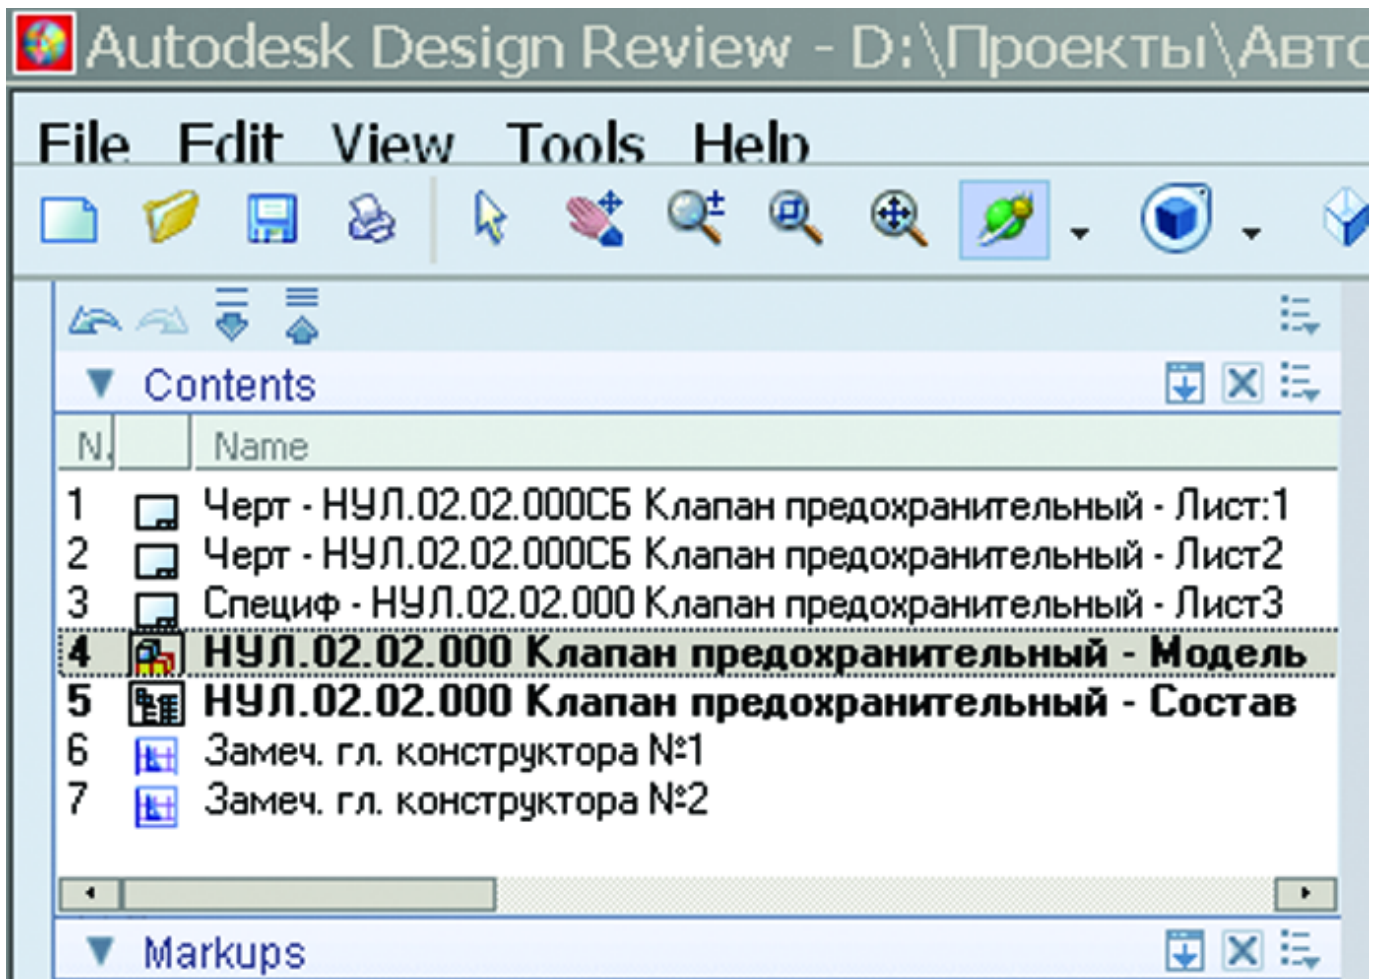 Autodesk Design Review - D:\Проекты\Авто
File Edit View Tools Help
Contents
N. Name
1 Черт - НУЛ.02.02.000СБ Клапан предохранительный - Лист:1
2 Черт - НУЛ.02.02.000СБ Клапан предохранительный - Лист2
3 Специф - НУЛ.02.02.000 Клапан предохранительный - Лист3
4 НУЛ.02.02.000 Клапан предохранительный - Модель
5 НУЛ.02.02.000 Клапан предохранительный - Состав
6 Замеч. гл. конструктора №1
7 Замеч. гл. конструктора №2
Markups